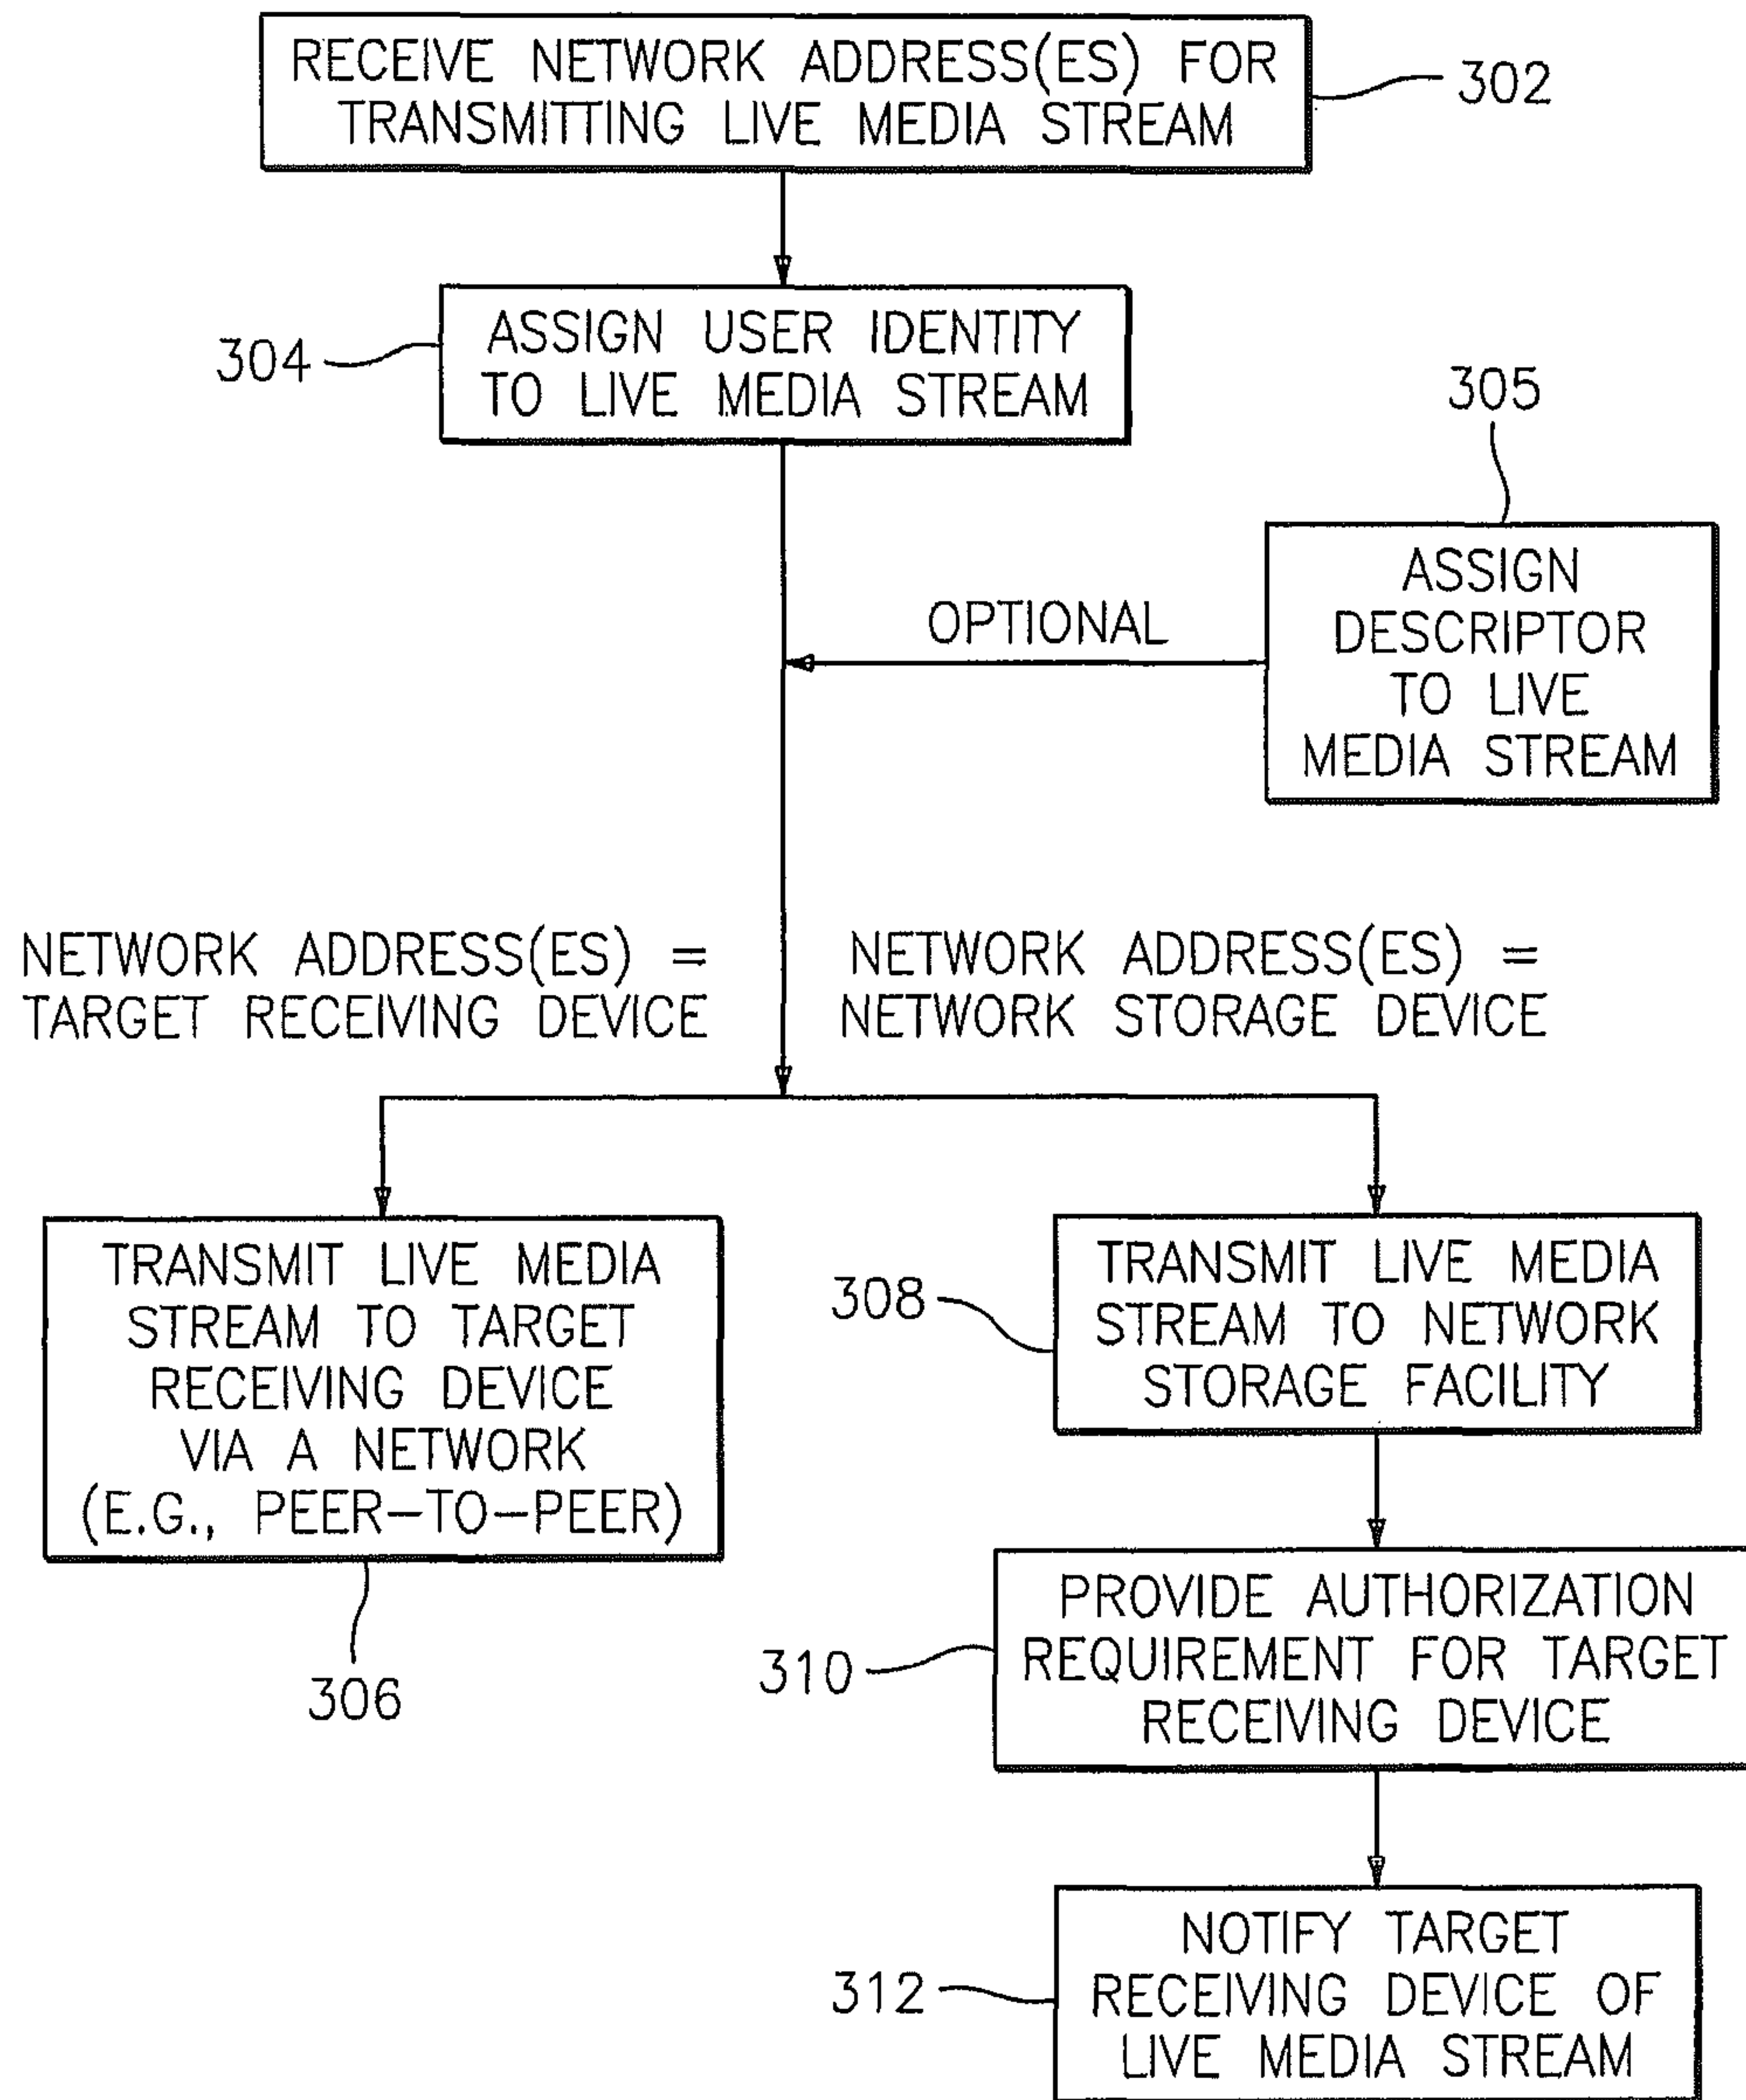 RECEIVE NETWORK ADDRESS(ES) FOR
TRANSMITTING LIVE MEDIA STREAM
302
ASSIGN USER IDENTITY
TO LIVE MEDIA STREAM
304
305
ASSIGN
DESCRIPTOR
TO LIVE
MEDIA STREAM
OPTIONAL
NETWORK ADDRESS(ES) =
TARGET RECEIVING DEVICE
NETWORK ADDRESS(ES) =
NETWORK STORAGE DEVICE
TRANSMIT LIVE MEDIA
STREAM TO TARGET
RECEIVING DEVICE
VIA A NETWORK
(E.G., PEER-TO-PEER)
306
308
TRANSMIT LIVE MEDIA
STREAM TO NETWORK
STORAGE FACILITY
310
PROVIDE AUTHORIZATION
REQUIREMENT FOR TARGET
RECEIVING DEVICE
312
NOTIFY TARGET
RECEIVING DEVICE OF
LIVE MEDIA STREAM